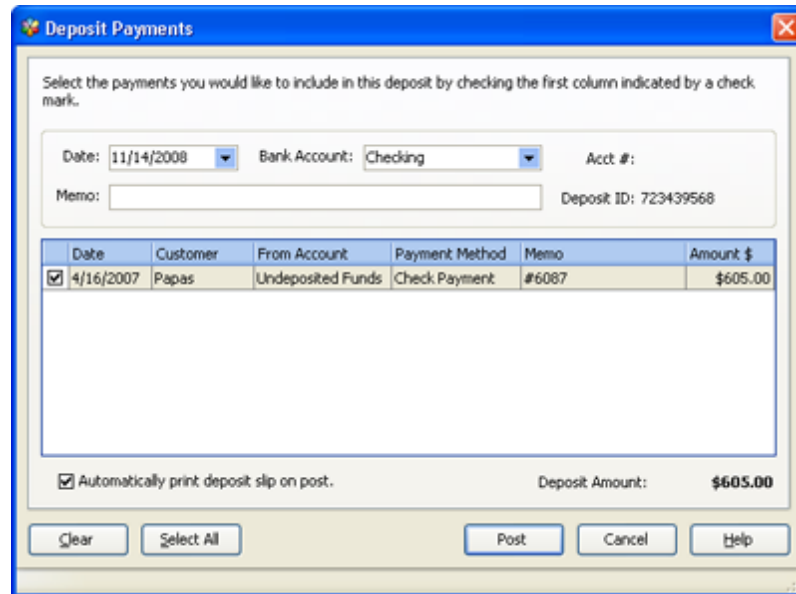 Deposit Payments
Select the payments you would like to include in this deposit by checking the first column indicated by a check
mark.
Date: 11/14/2008 Bank Account: Checking Acct #:
Memo: Deposit ID: 723439568
Date Customer From Account Payment Method Memo Amount $
4/16/2007 Papas Undeposited Funds Check Payment #6087 $605.00
Automatically print deposit slip on post. Deposit Amount: $605.00
Clear Select All Post Cancel Help